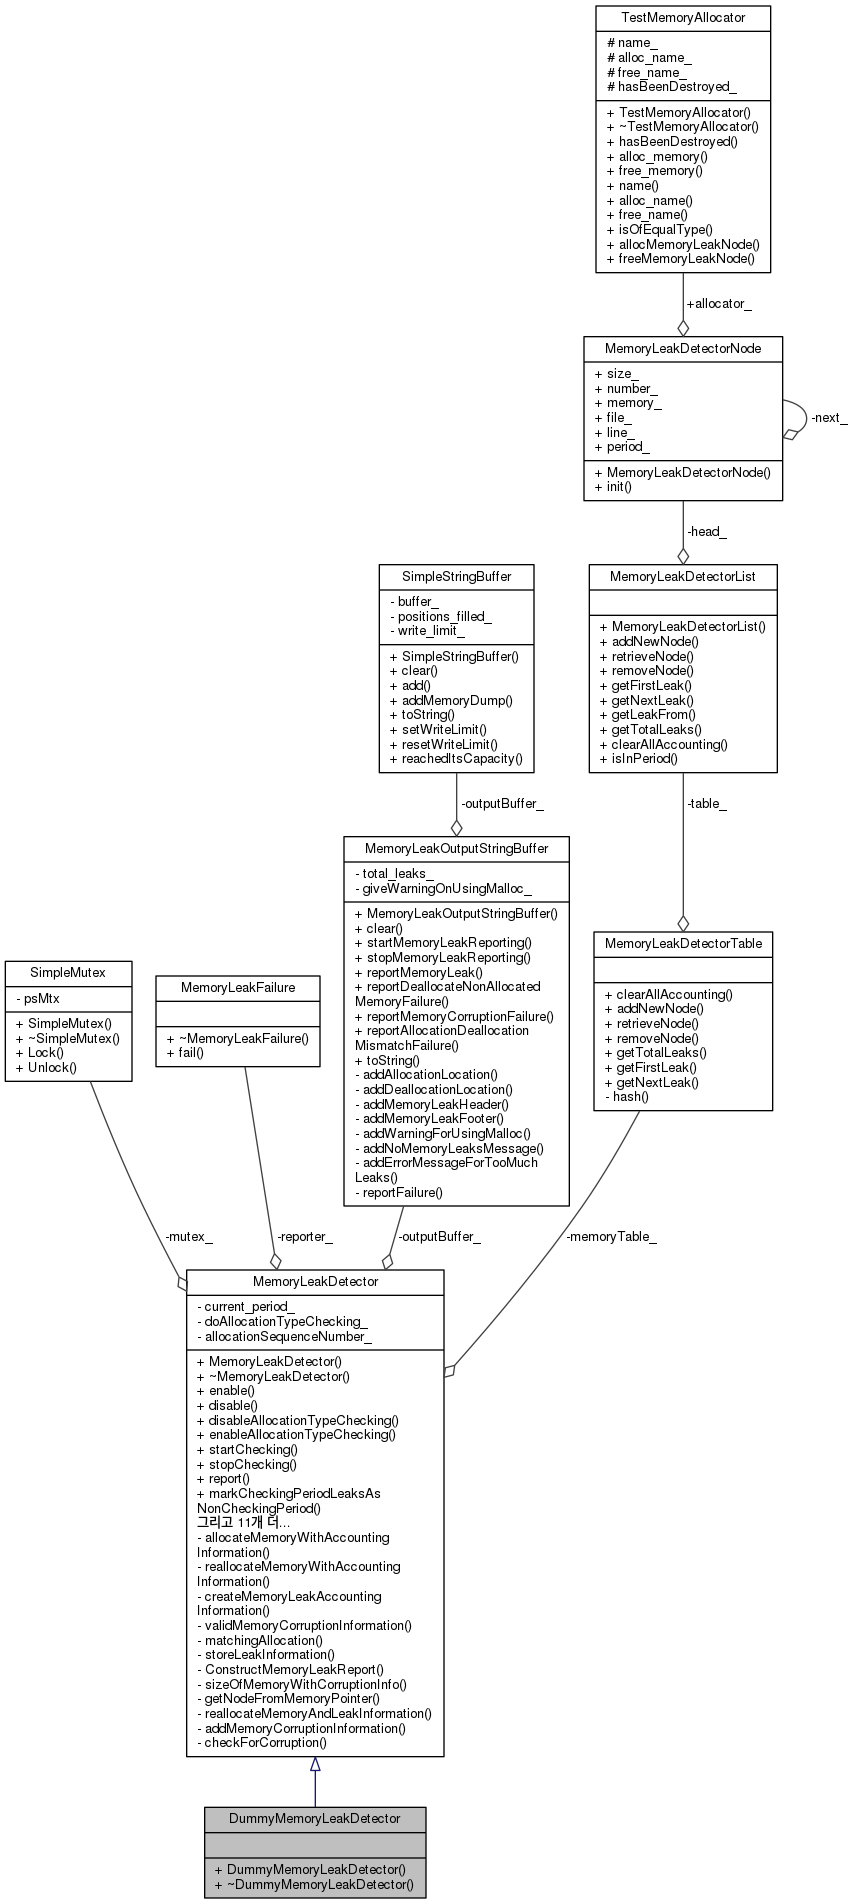 TestMemoryAllocator
# name_
# alloc_name_
# free_name_
# hasBeenDestroyed_
+ TestMemoryAllocator()
+ ~TestMemoryAllocator()
+ hasBeenDestroyed()
+ alloc_memory()
+ free_memory()
+ name()
+ alloc_name()
+ free_name()
+ isOfEqualType()
+ allocMemoryLeakNode()
+ freeMemoryLeakNode()
+allocator_
MemoryLeakDetectorNode
+ size_
+ number_
+ memory_
+ file_
+ line_
+ period_
+ MemoryLeakDetectorNode()
+ init()
-next_
-head_
SimpleStringBuffer
- buffer_
- positions_filled_
- write_limit_
+ SimpleStringBuffer()
+ clear()
+ add()
+ addMemoryDump()
+ toString()
+ setWriteLimit()
+ resetWriteLimit()
+ reachedItsCapacity()
MemoryLeakDetectorList
+ MemoryLeakDetectorList()
+ addNewNode()
+ retrieveNode()
+ removeNode()
+ getFirstLeak()
+ getNextLeak()
+ getLeakFrom()
+ getTotalLeaks()
+ clearAllAccounting()
+ isInPeriod()
-outputBuffer_
-table_
MemoryLeakOutputStringBuffer
- total_leaks_
- giveWarningOnUsingMalloc_
+ MemoryLeakOutputStringBuffer()
+ clear()
+ startMemoryLeakReporting()
+ stopMemoryLeakReporting()
+ reportMemoryLeak()
+ reportDeallocateNonAllocated
MemoryFailure()
+ reportMemoryCorruptionFailure()
+ reportAllocationDeallocation
MismatchFailure()
+ toString()
- addAllocationLocation()
- addDeallocationLocation()
- addMemoryLeakHeader()
- addMemoryLeakFooter()
- addWarningForUsingMalloc()
- addNoMemoryLeaksMessage()
- addErrorMessageForTooMuch
Leaks()
- reportFailure()
MemoryLeakDetectorTable
+ clearAllAccounting()
+ addNewNode()
+ retrieveNode()
+ removeNode()
+ getTotalLeaks()
+ getFirstLeak()
+ getNextLeak()
- hash()
SimpleMutex
- psMtx
+ SimpleMutex()
+ ~SimpleMutex()
+ Lock()
+ Unlock()
MemoryLeakFailure
+ ~MemoryLeakFailure()
+ fail()
-mutex_
-reporter_
-outputBuffer_
-memoryTable_
MemoryLeakDetector
- current_period_
- doAllocationTypeChecking_
- allocationSequenceNumber_
+ MemoryLeakDetector()
+ ~MemoryLeakDetector()
+ enable()
+ disable()
+ disableAllocationTypeChecking()
+ enableAllocationTypeChecking()
+ startChecking()
+ stopChecking()
+ report()
+ markCheckingPeriodLeaksAs
NonCheckingPeriod()
그리고 11개 더...
- allocateMemoryWithAccounting
Information()
- reallocateMemoryWithAccounting
Information()
- createMemoryLeakAccounting
Information()
- validMemoryCorruptionInformation()
- matchingAllocation()
- storeLeakInformation()
- ConstructMemoryLeakReport()
- sizeOfMemoryWithCorruptionInfo()
- getNodeFromMemoryPointer()
- reallocateMemoryAndLeakInformation()
- addMemoryCorruptionInformation()
- checkForCorruption()
DummyMemoryLeakDetector
+ DummyMemoryLeakDetector()
+ ~DummyMemoryLeakDetector()